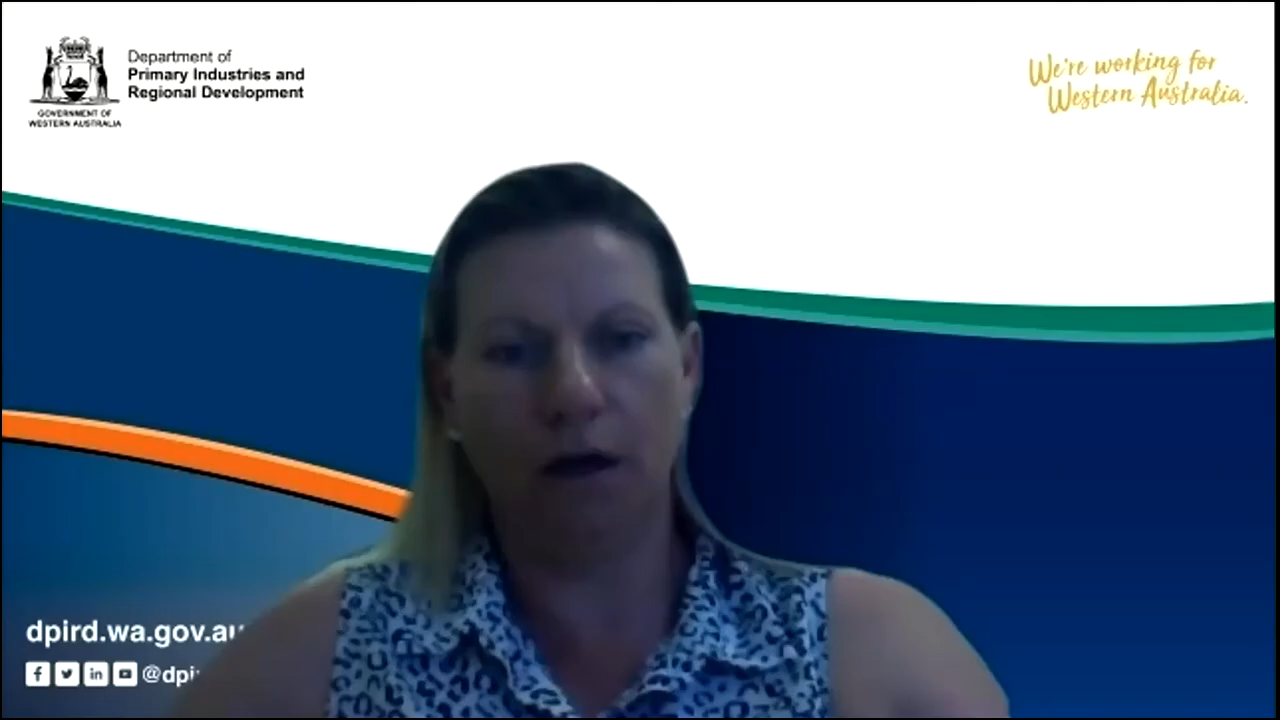 Department of
Primary Industries and
Regional Development
GOVERNMENT OF
WESTERN AUSTRALIA
We're working for
Western Australia.
dpird.wa.gov.au
@dpi